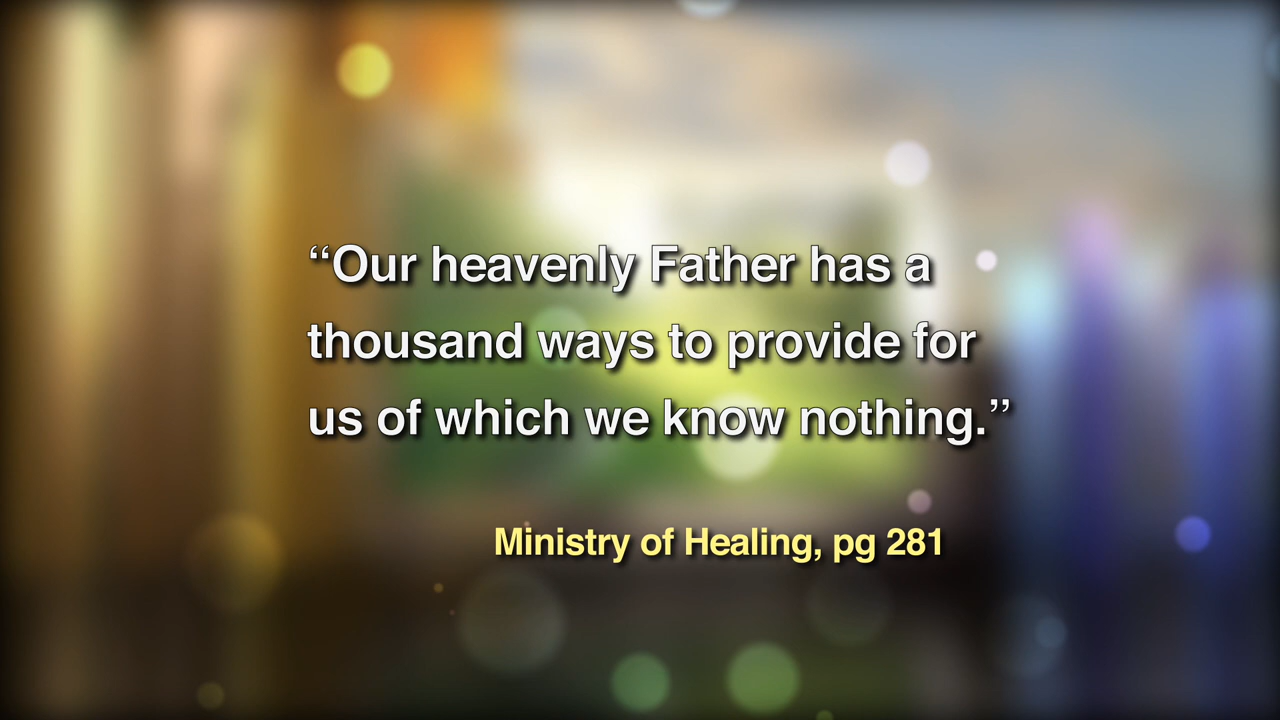 “Our heavenly Father has a
thousand ways to provide for
us of which we know nothing.”
Ministry of Healing, pg 281